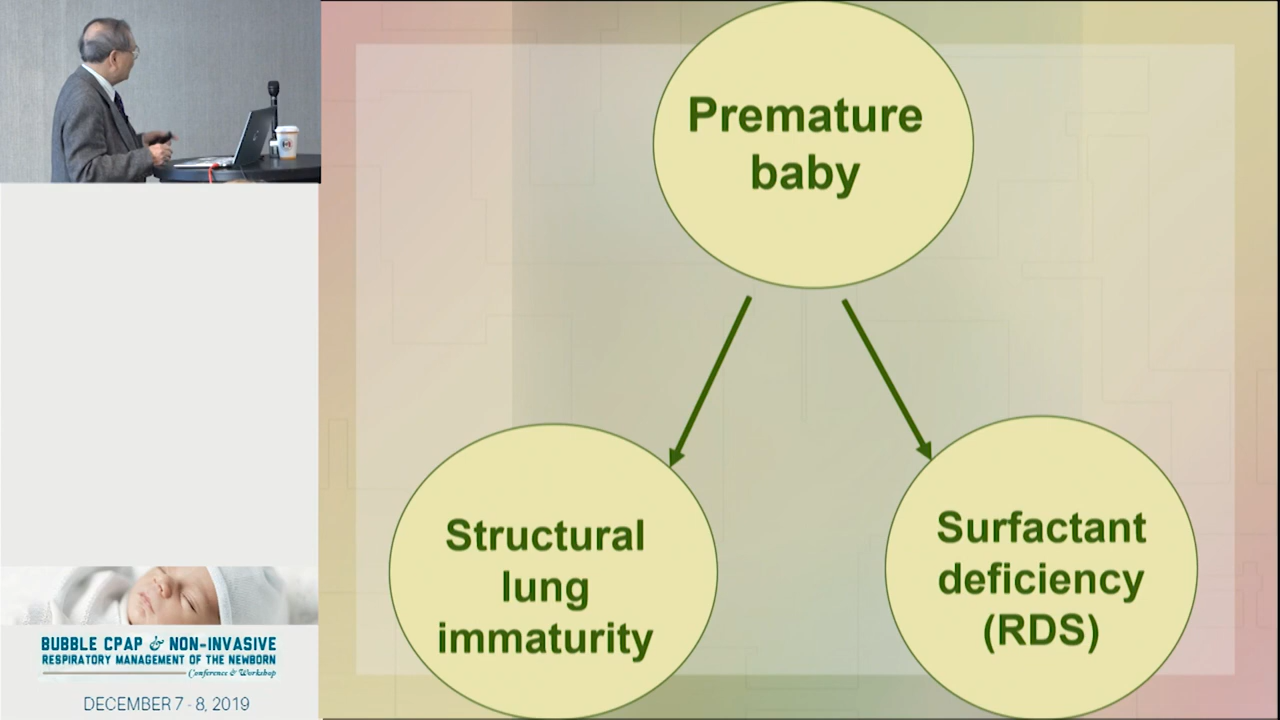 Premature
baby
Structural
lung
immaturity
Surfactant
deficiency
(RDS)
BUBBLE CPAP & NON-INVASIVE
RESPIRATORY MANAGEMENT OF THE NEWBORN
Conference & Workshop
DECEMBER 7 - 8, 2019